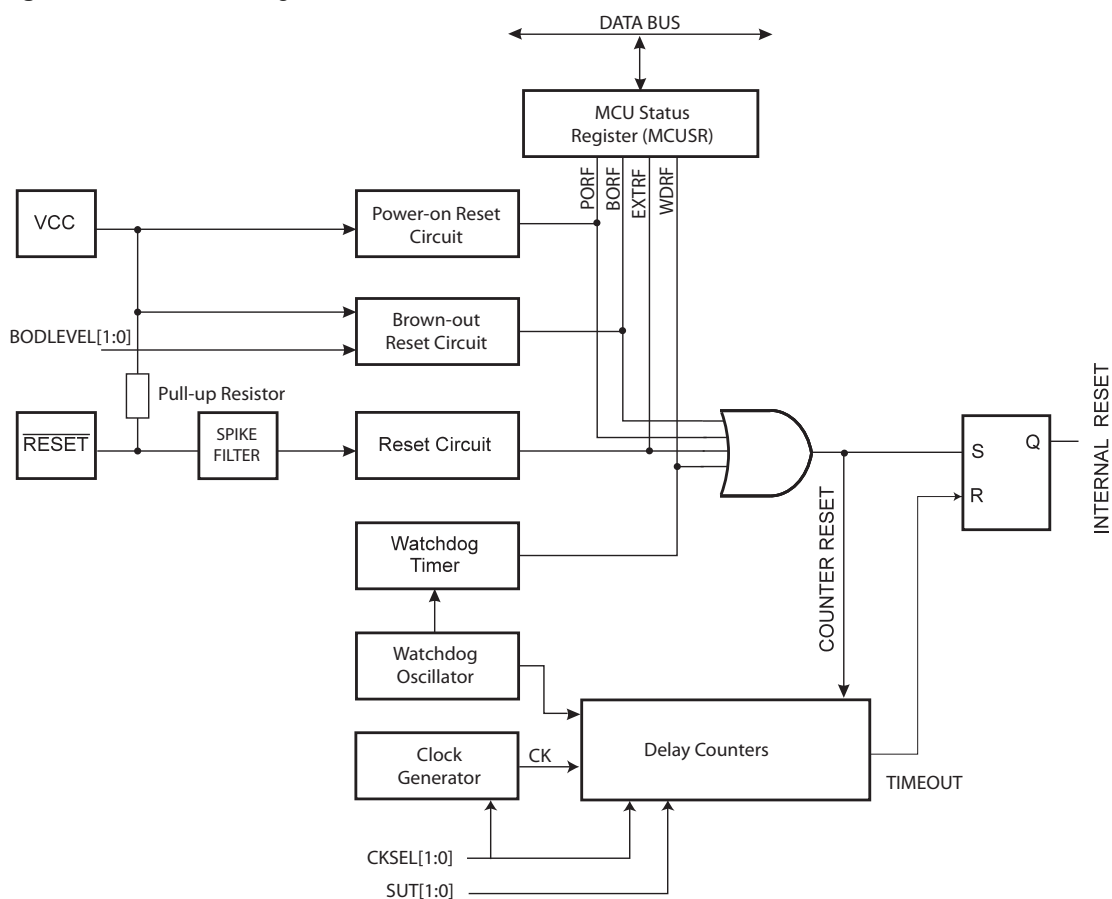 DATA BUS
MCU Status
Register (MCUSR)
PORF
BORF
EXTRF
WDRF
VCC
Power-on Reset
Circuit
BODLEVEL[1:0]
Brown-out
Reset Circuit
Pull-up Resistor
RESET
SPIKE
FILTER
Reset Circuit
S
Q
R
INTERNAL RESET
Watchdog
Timer
COUNTER RESET
Watchdog
Oscillator
Clock
Generator
CK
Delay Counters
TIMEOUT
CKSEL[1:0]
SUT[1:0]